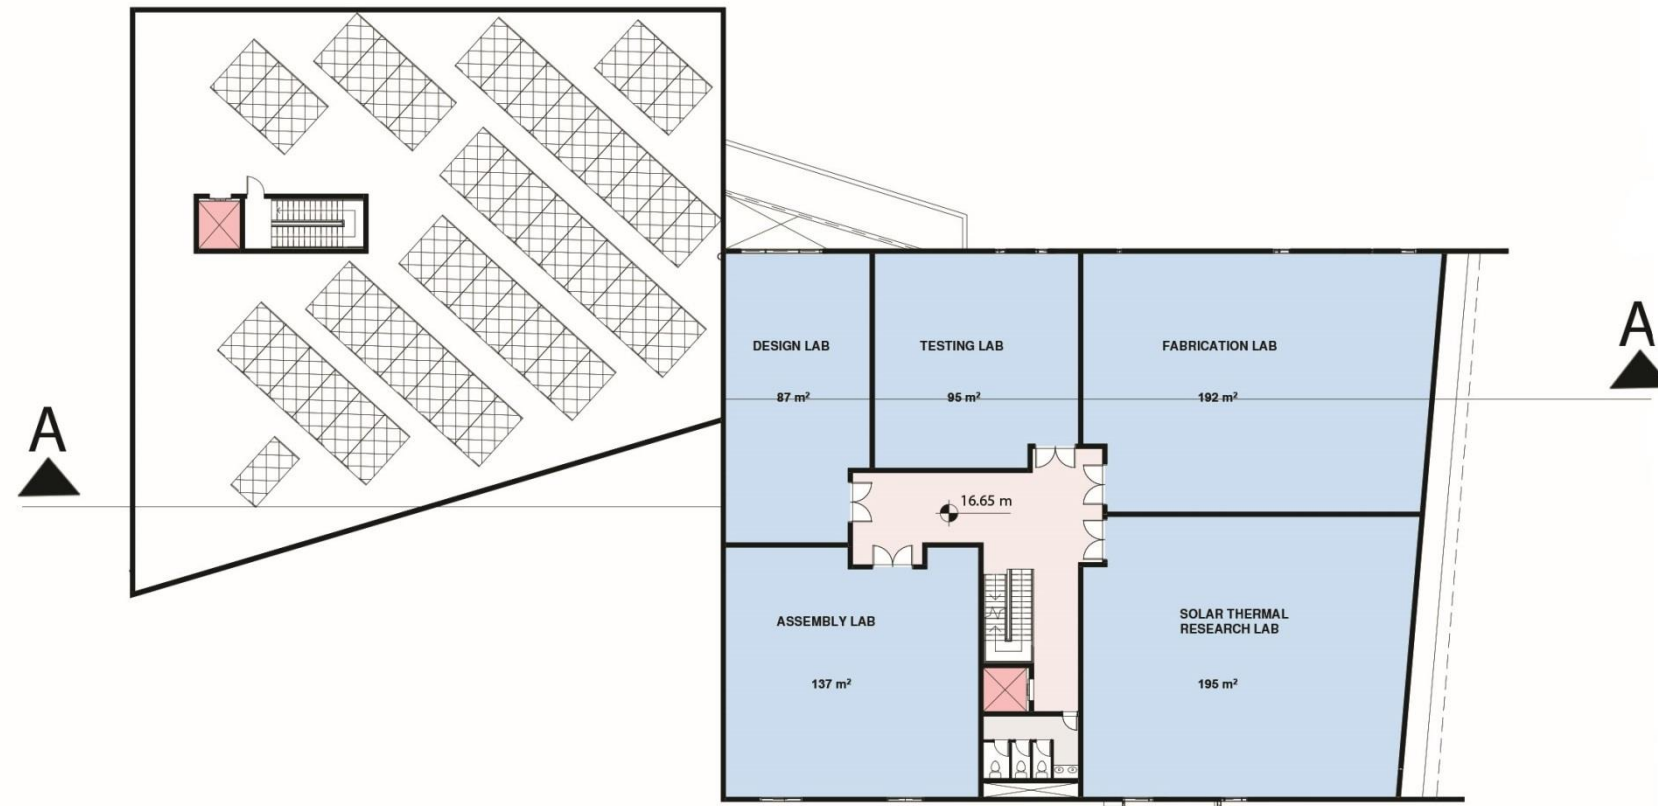 A
A
DESIGN LAB
87 m²
TESTING LAB
95 m²
FABRICATION LAB
192 m²
16.65 m
ASSEMBLY LAB
137 m²
SOLAR THERMAL
RESEARCH LAB
195 m²